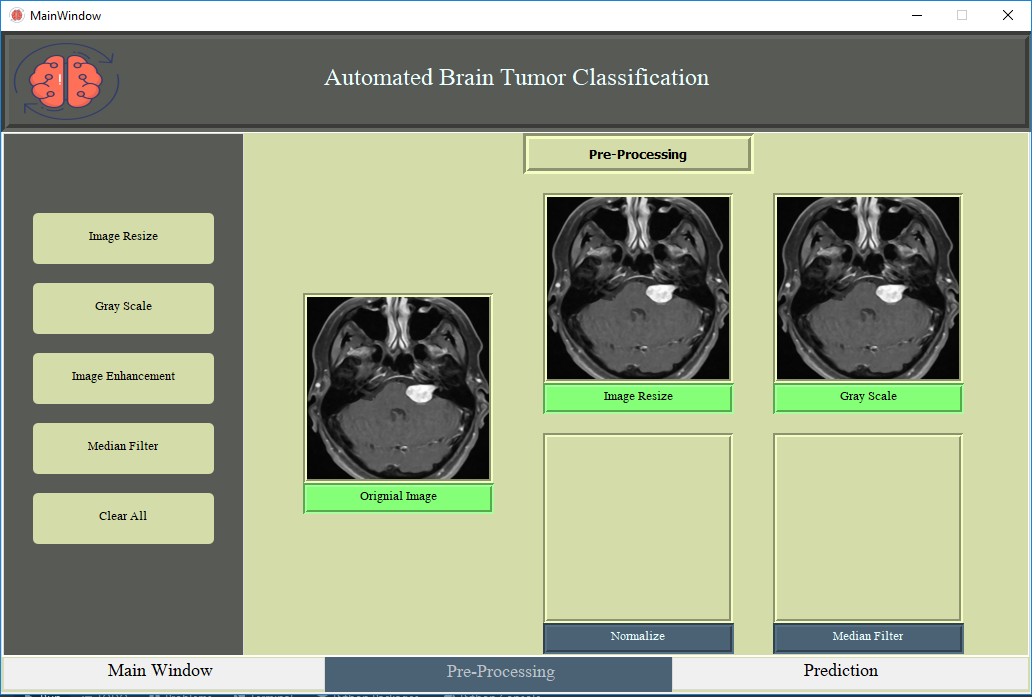 MainWindow
Automated Brain Tumor Classification
Pre-Processing
Image Resize
Gray Scale
Image Enhancement
Median Filter
Clear All
Orignial Image
Image Resize
Gray Scale
Normalize
Median Filter
Main Window
Pre-Processing
Prediction